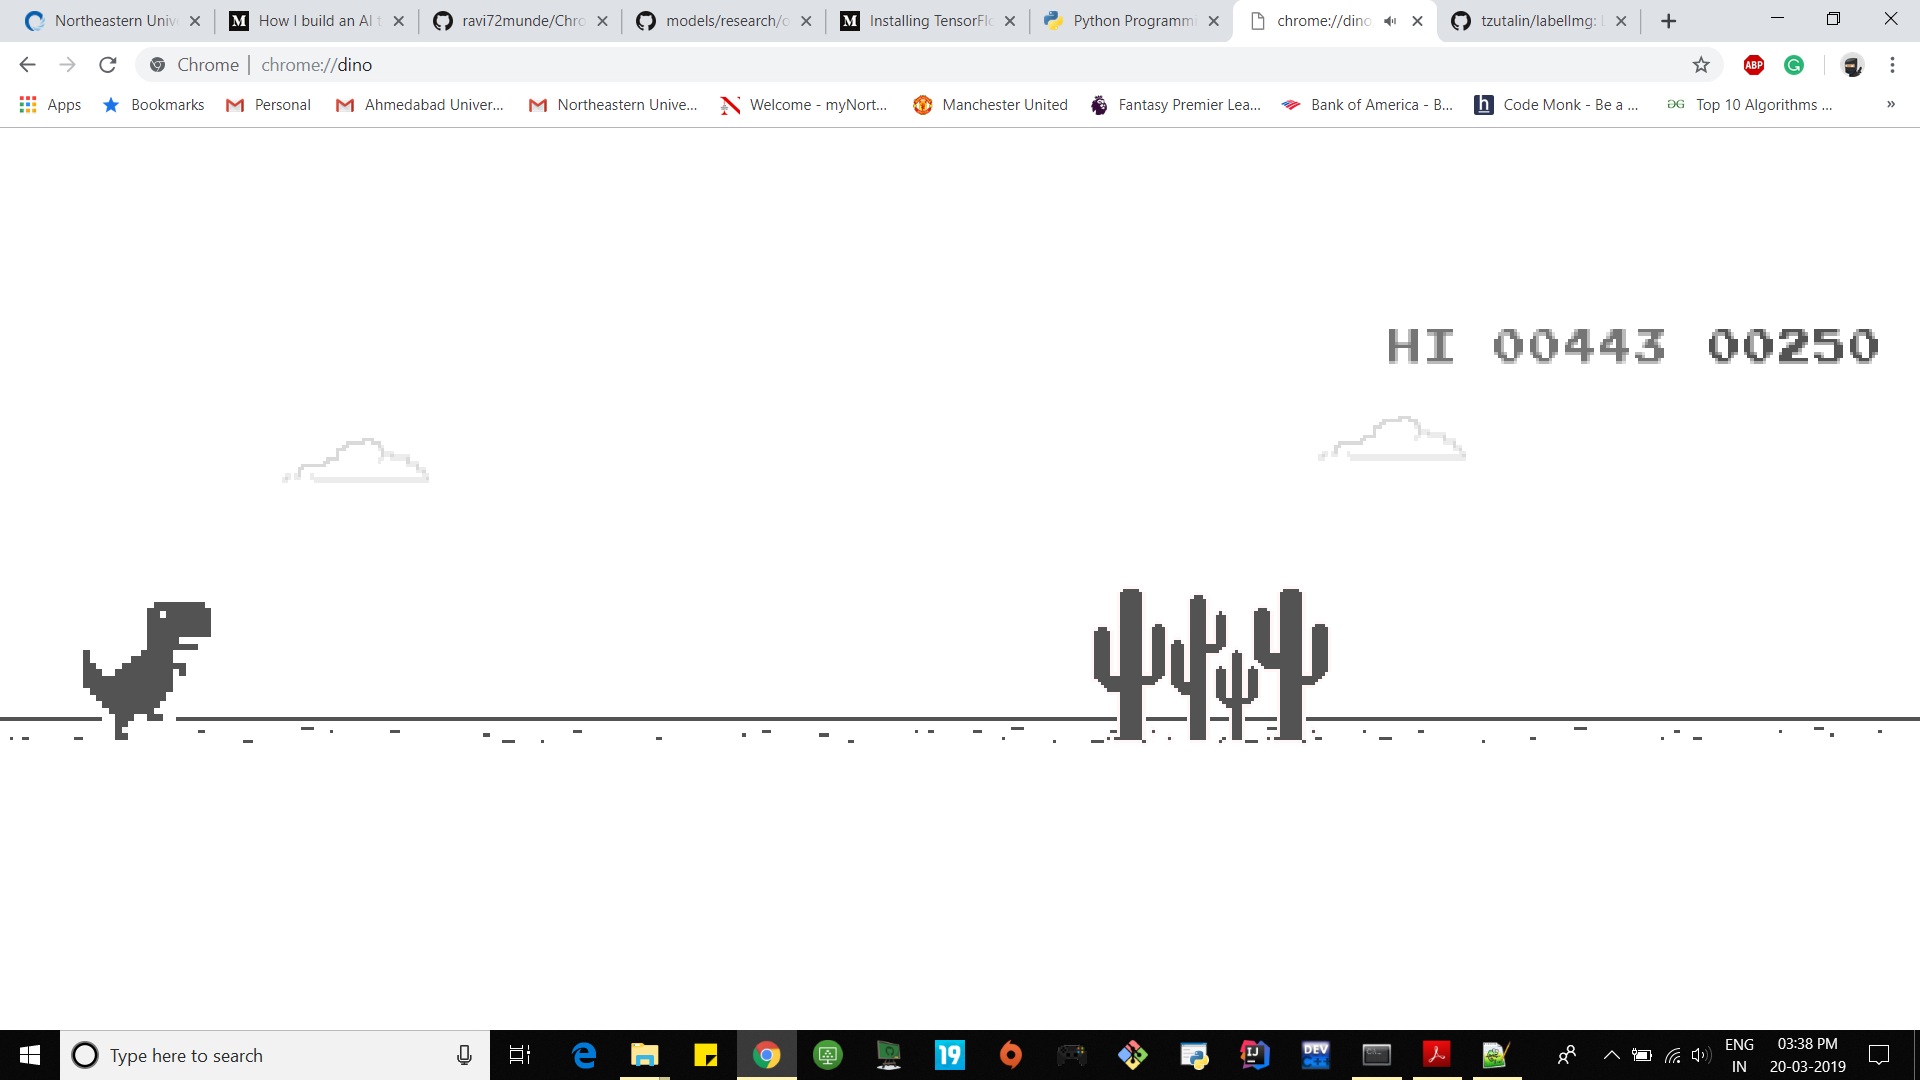 Northeastern Univ
How I build an AI t
ravi72munde/Chro
models/research/o
Installing TensorFlo
Python Programmi
chrome://dino
tzutalin/labelImg: L
Chrome | chrome://dino
ABP
Apps
Bookmarks
Personal
Ahmedabad Univer...
Northeastern Unive...
Welcome - myNort...
Manchester United
Fantasy Premier Lea...
Bank of America - B...
Code Monk - Be a ...
Top 10 Algorithms ...
»
HI 00443 00250
Type here to search
19
IJ
DEV
ENG
IN
03:38 PM
20-03-2019